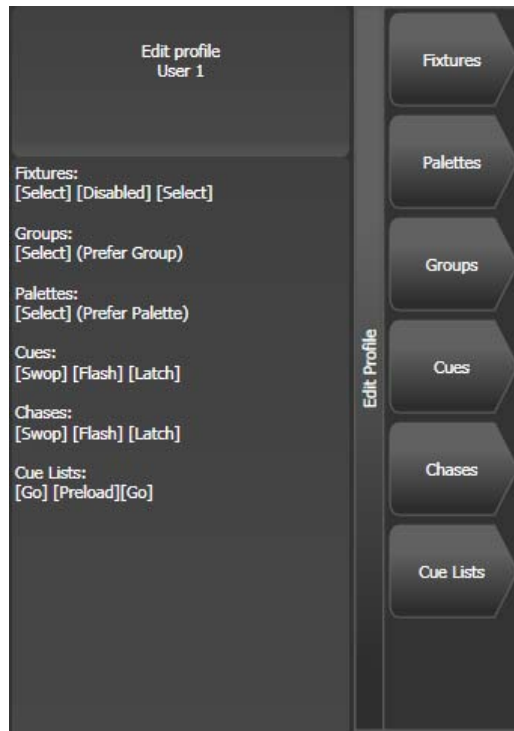 Edit profile
User 1
Fixtures:
[Select] [Disabled] [Select]
Groups:
[Select] (Prefer Group)
Palettes:
[Select] (Prefer Palette)
Cues:
[Swop] [Flash] [Latch]
Chases:
[Swop] [Flash] [Latch]
Cue Lists:
[Go] [Preload][Go]
Edit Profile
Fixtures
Palettes
Groups
Cues
Chases
Cue Lists